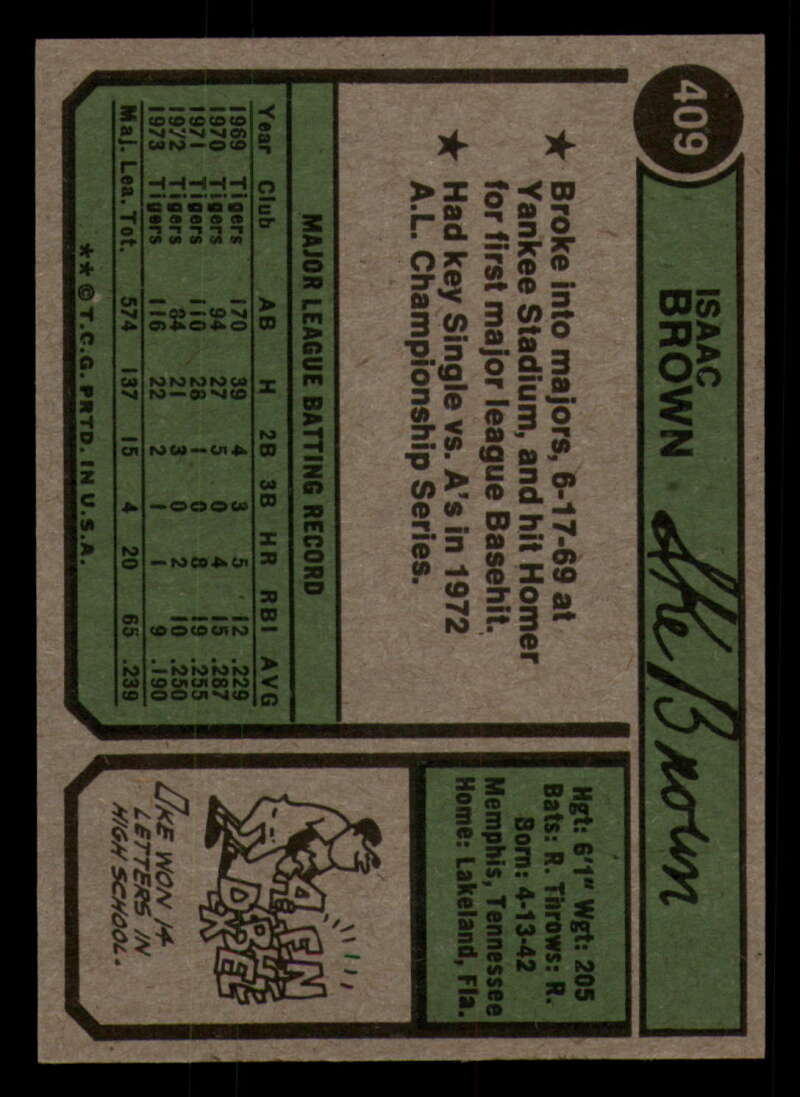 409
ISAAC
BROWN
Ike Brown
★ Broke into majors, 6-17-69 at
Yankee Stadium, and hit Homer
for first major league Basehit.
★ Had key Single vs. A's in 1972
A.L. Championship Series.
MAJOR LEAGUE BATTING RECORD
Year Club AB H 2B 3B HR RBI AVG
1969 Tigers 170 39 4 3 5 12 .229
1970 Tigers 94 27 5 0 4 15 .287
1971 Tigers 110 28 1 0 8 19 .255
1972 Tigers 84 21 3 0 2 10 .250
1973 Tigers 116 22 2 1 1 9 .190
Maj. Lea. Tot. 574 137 15 4 20 65 .239
** © T.C.G. PRTD. IN U.S.A.
Hgt: 6'1" Wgt: 205
Bats: R. Throws: R.
Born: 4-13-42
Memphis, Tennessee
Home: Lakeland, Fla.
IKE WON 14
LETTERS IN
HIGH SCHOOL.